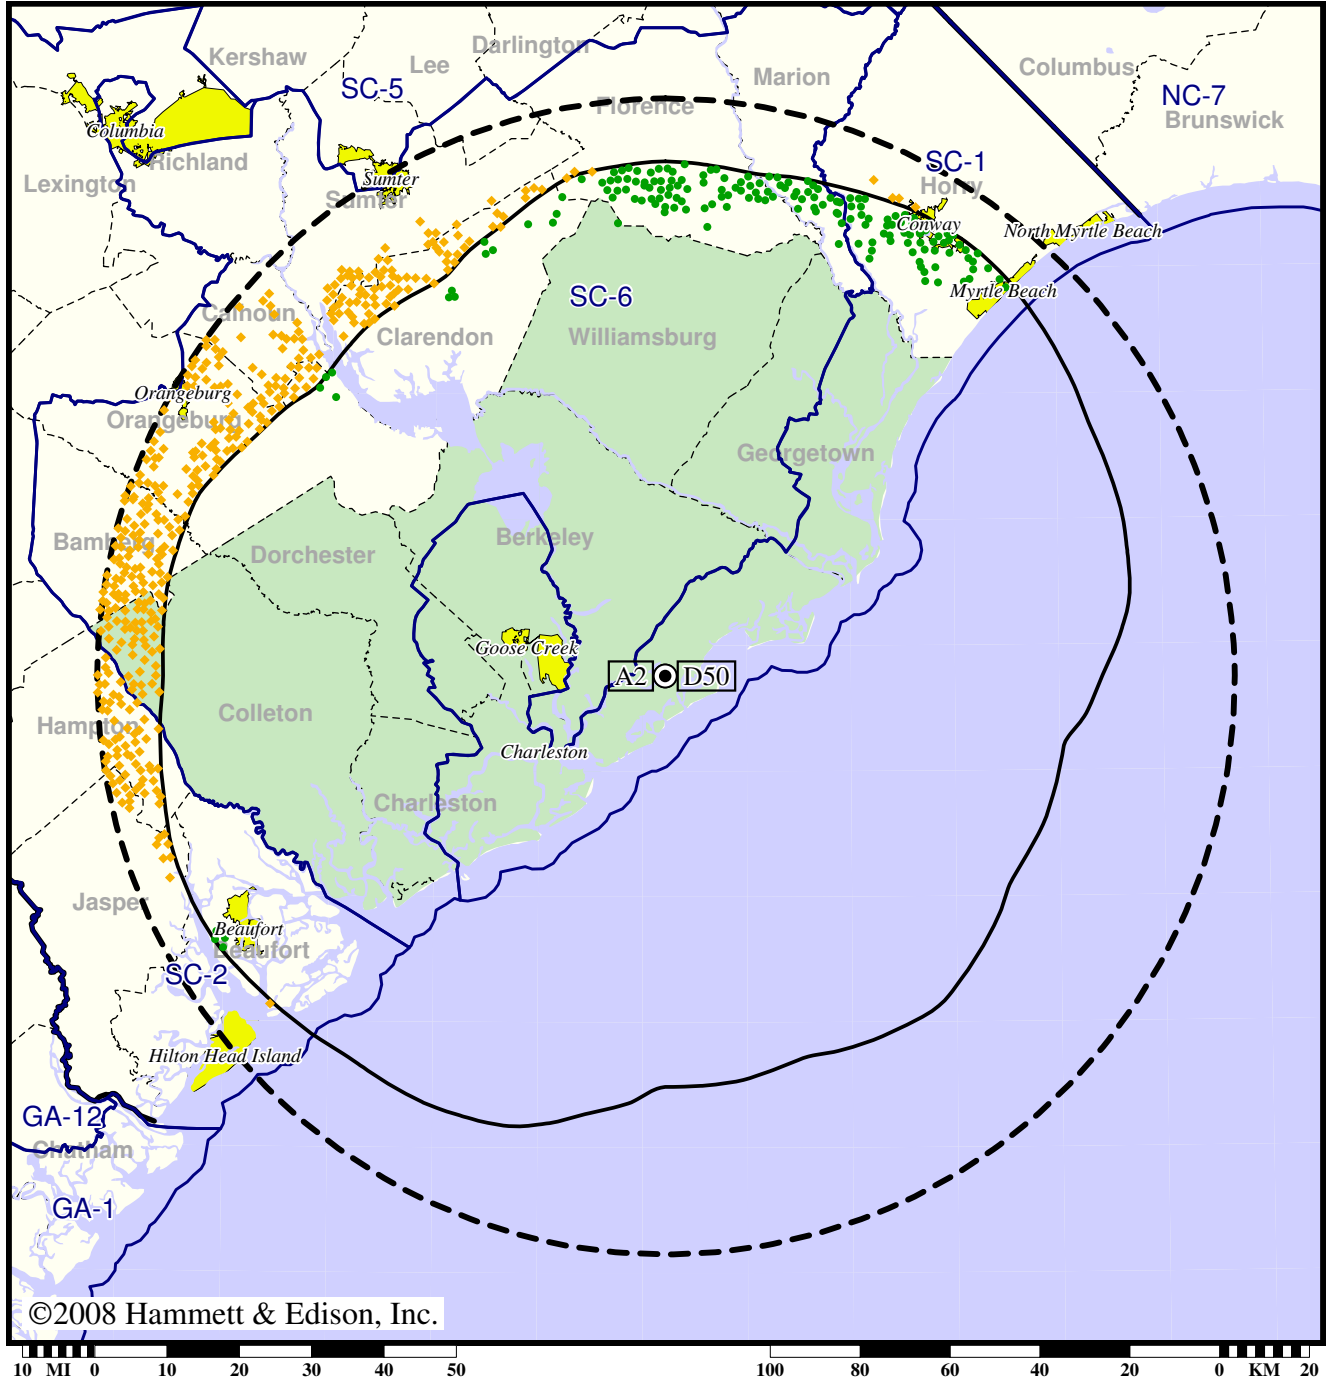 Kershaw
Lee
Darlington
SC-5
Marion
Columbus
NC-7
Florence
Brunswick
Columbia
Richland
SC-1
Lexington
Sumter
Sumter
Horry
Conway
North Myrtle Beach
Myrtle Beach
SC-6
Calhoun
Clarendon
Williamsburg
Orangeburg
Orangeburg
Georgetown
Bamberg
Dorchester
Berkeley
Goose Creek
A2 D50
Colleton
Hampton
Charleston
Charleston
Jasper
Beaufort
Beaufort
SC-2
Hilton Head Island
GA-12
Chatham
GA-1
©2008 Hammett & Edison, Inc.
10 MI 0 10 20 30 40 50 100 80 60 40 20 0 KM 20